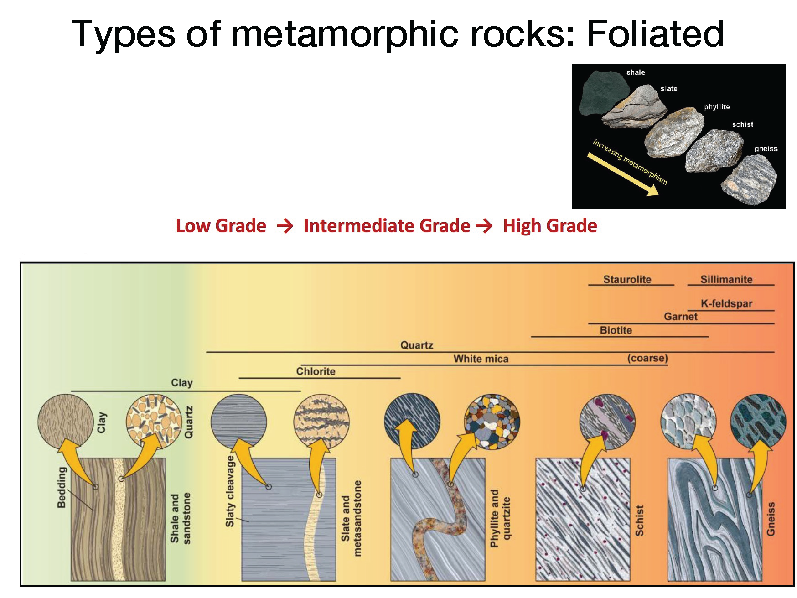 Types of metamorphic rocks: Foliated
shale
slate
phyllite
schist
gneiss
Increasing metamorphism
Low Grade → Intermediate Grade → High Grade
Staurolite
Sillimanite
K-feldspar
Garnet
Biotite
Quartz
White mica
(coarse)
Chlorite
Clay
Clay
Quartz
Bedding
Shale and
sandstone
Slaty cleavage
Slate and
metasandstone
Phyllite and
quartzite
Schist
Gneiss